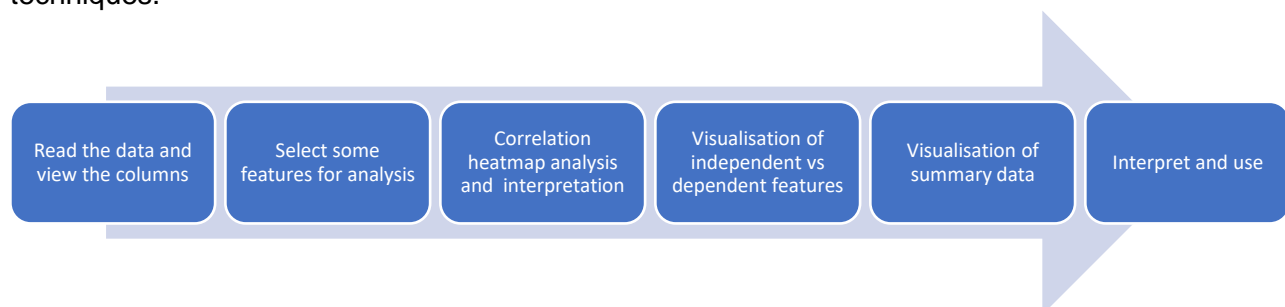 techniques.
Read the data and
view the columns
Select some
features for analysis
Correlation
heatmap analysis
and interpretation
Visualisation of
independent vs
dependent features
Visualisation of
summary data
Interpret and use